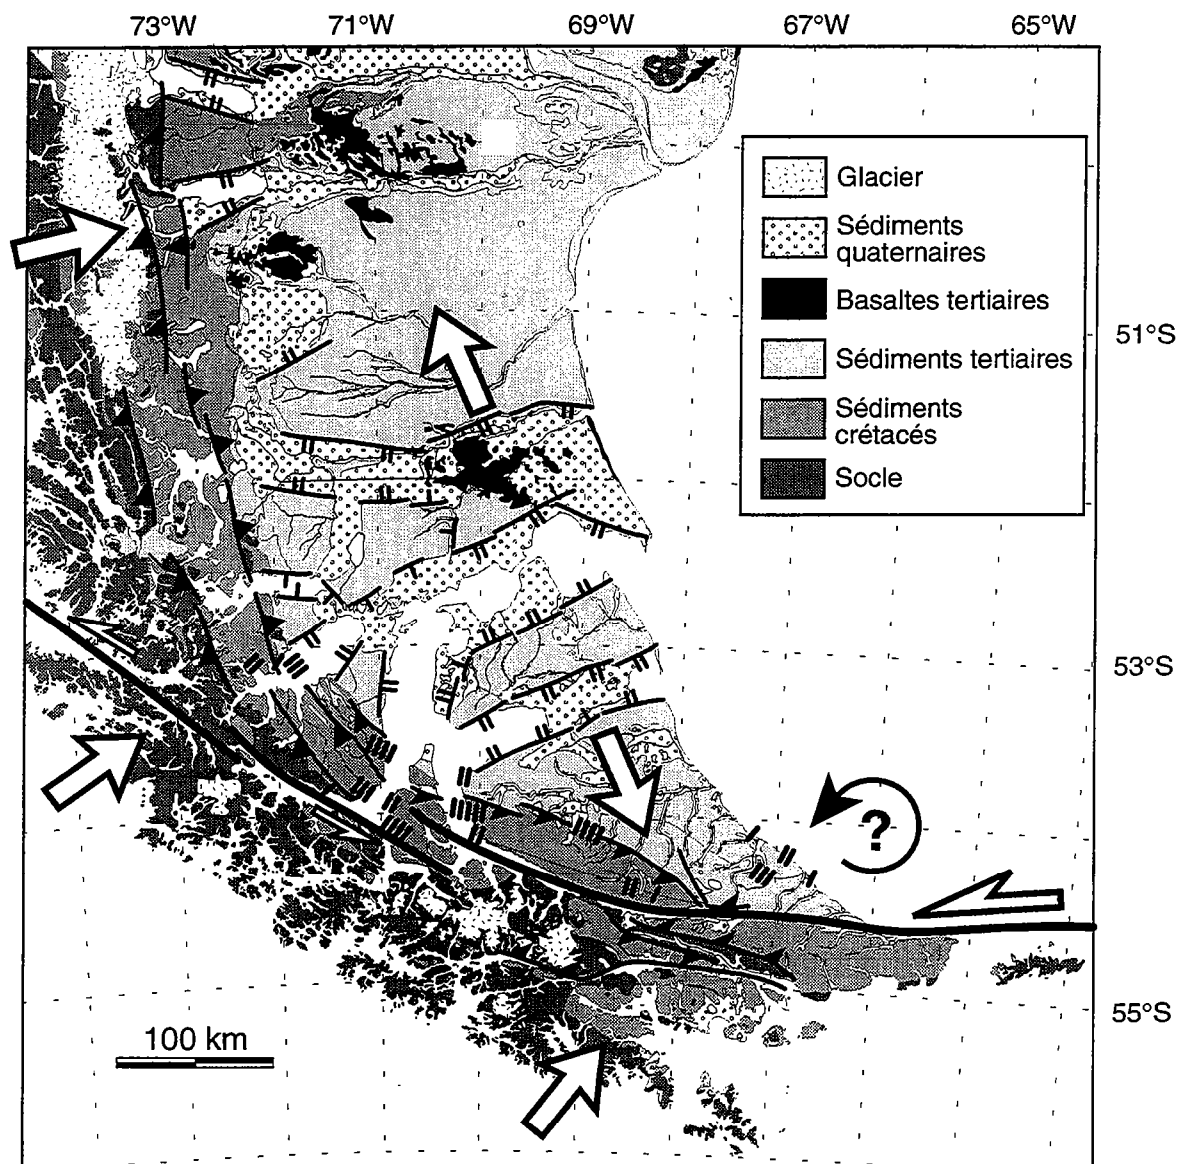 73°W 71°W 69°W 67°W 65°W
Glacier
Sédiments
quaternaires
Basaltes tertiaires
51°S
Sédiments tertiaires
Sédiments
crétacés
Socle
53°S
?
55°S
100 km